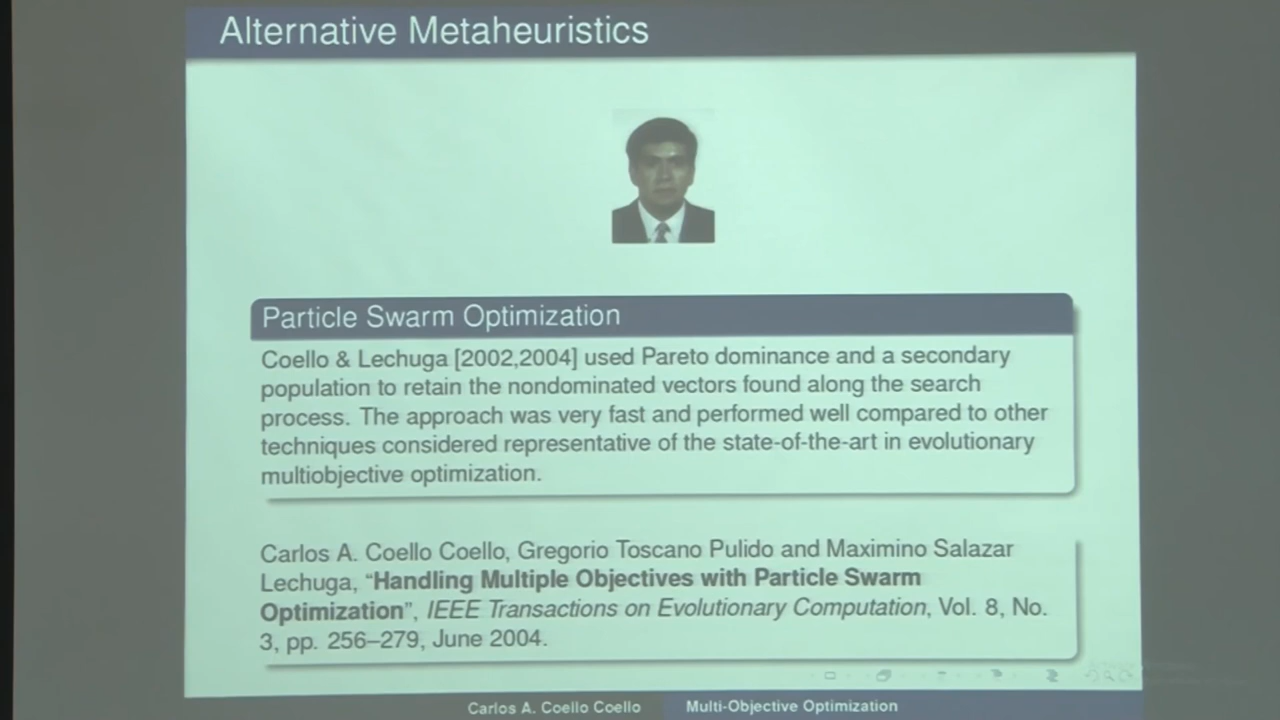 Alternative Metaheuristics
Particle Swarm Optimization
Coello & Lechuga [2002,2004] used Pareto dominance and a secondary
population to retain the nondominated vectors found along the search
process. The approach was very fast and performed well compared to other
techniques considered representative of the state-of-the-art in evolutionary
multiobjective optimization.
Carlos A. Coello Coello, Gregorio Toscano Pulido and Maximino Salazar
Lechuga, “Handling Multiple Objectives with Particle Swarm
Optimization”, IEEE Transactions on Evolutionary Computation, Vol. 8, No.
3, pp. 256–279, June 2004.
Carlos A. Coello Coello Multi-Objective Optimization